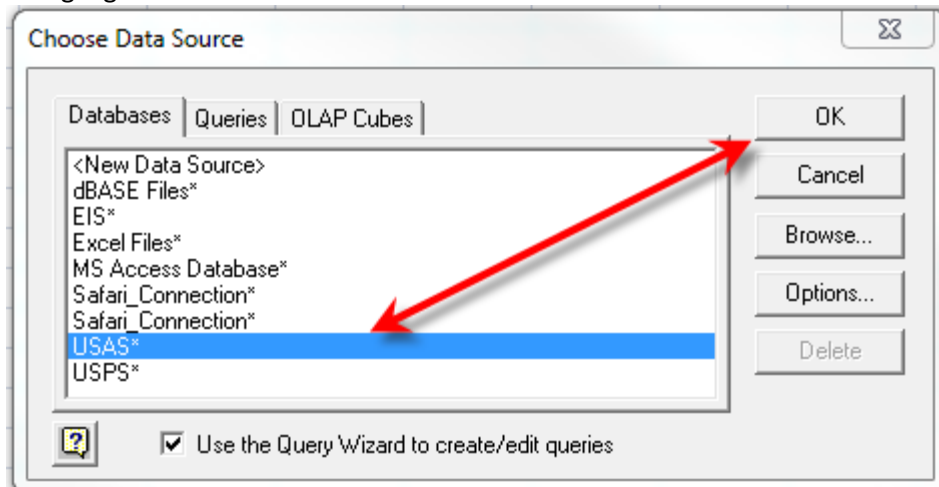 Choose Data Source
Databases Queries OLAP Cubes
OK
<New Data Source>
dBASE Files*
EIS*
Excel Files*
MS Access Database*
Safari_Connection*
Safari_Connection*
USAS*
USPS*
Cancel
Browse...
Options...
Delete
Use the Query Wizard to create/edit queries